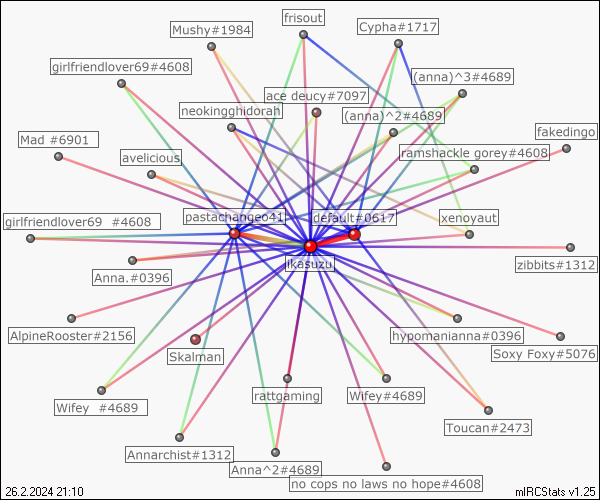 frisout
Mushy#1984
Cypha#1717
girlfriendlover69#4608
(anna)^3#4689
ace deucy#7097
neokingghidorah
(anna)^2#4689
fakedingo
Mad #6901
avelicious
ramshackle gorey#4608
girlfriendlover69 #4608
pastachangeo41
default#0617
xenoyaut
ikasuzu
Anna.#0396
zibbits#1312
AlpineRooster#2156
hypomanianna#0396
Skalman
Soxy Foxy#5076
Wifey #4689
rattgaming
Wifey#4689
Toucan#2473
Annarchist#1312
Anna^2#4689
no cops no laws no hope#4608
26.2.2024 21:10
mIRCStats v1.25